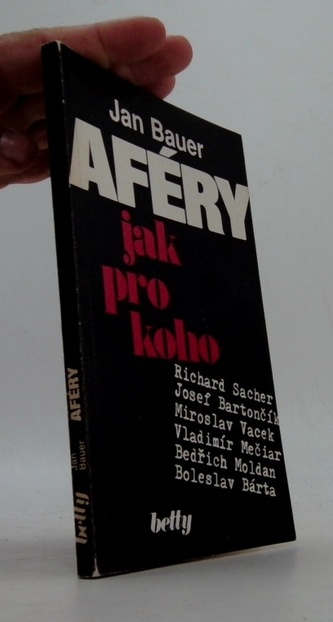 Jan Bauer
AFÉRY
jak
pro
koho
Richard Sacher
Josef Bartončík
Miroslav Vacek
Vladimír Mečiar
Bedřich Moldan
Boleslav Bárta
betty
betty
Jan
Bauer
AFÉRY